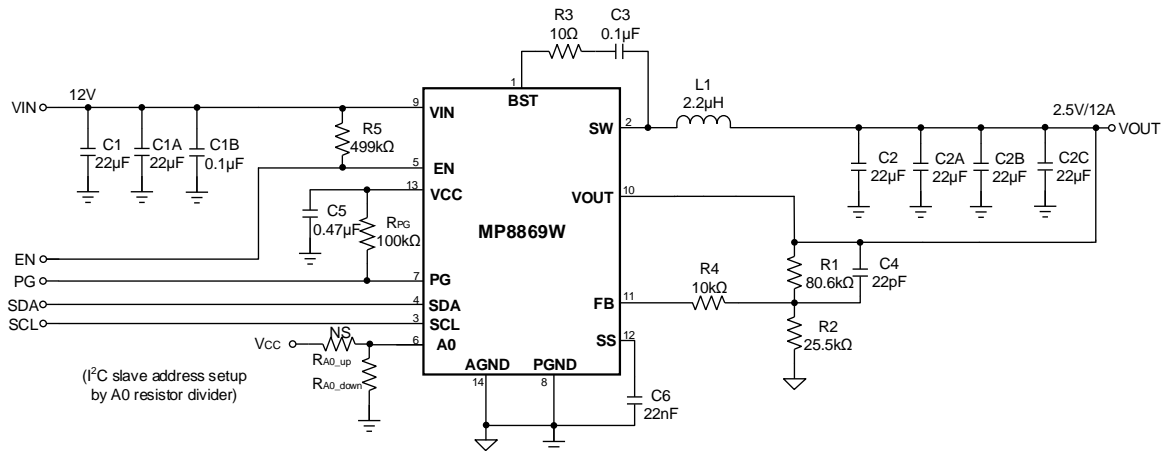 R3
10Ω
C3
0.1µF
1
BST
L1
2.2µH
VIN
12V
9
VIN
SW
2
2.5V/12A
VOUT
C1
22µF
C1A
22µF
C1B
0.1µF
R5
499kΩ
C2
22µF
C2A
22µF
C2B
22µF
C2C
22µF
5
EN
13
VCC
VOUT
10
C5
0.47µF
RPG
100kΩ
MP8869W
EN
PG
7
PG
R4
10kΩ
R1
80.6kΩ
C4
22pF
SDA
4
SDA
FB
11
SCL
3
SCL
R2
25.5kΩ
VCC
NS
6
A0
SS
12
RA0_up
RA0_down
AGND
PGND
14
8
(I²C slave address setup
by A0 resistor divider)
C6
22nF